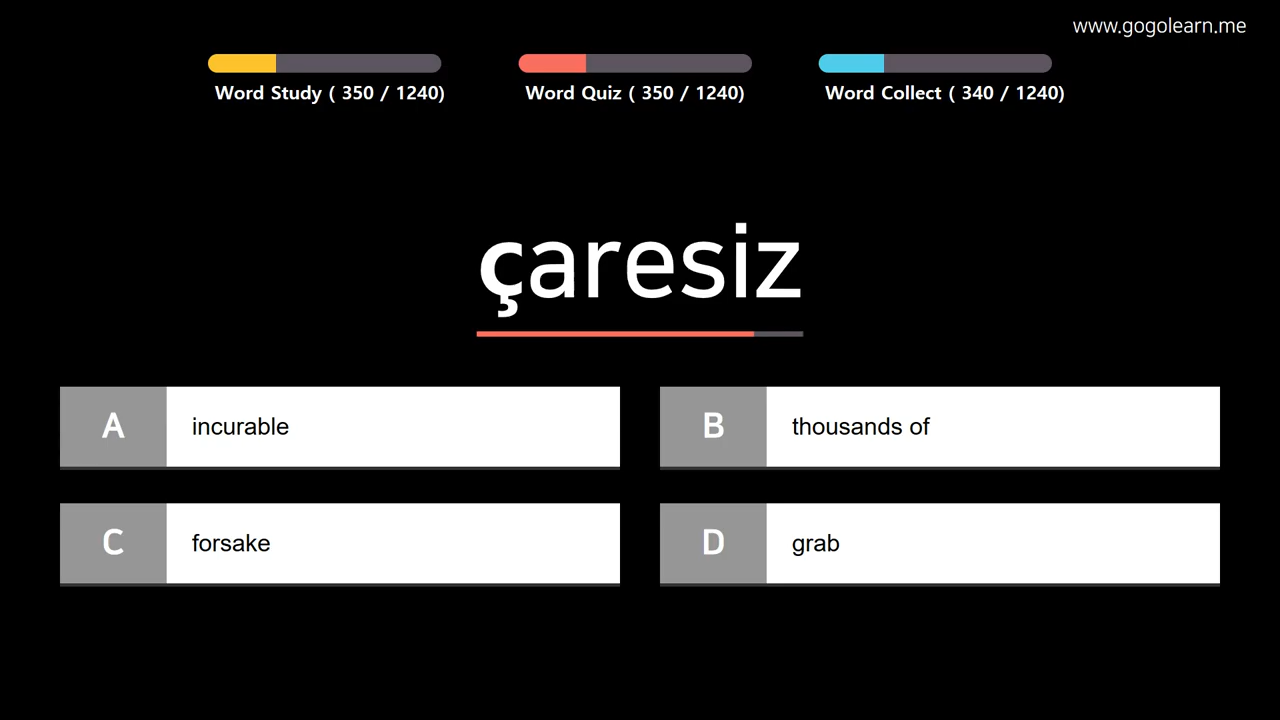 www.gogolearn.me
Word Study ( 350 / 1240)
Word Quiz ( 350 / 1240)
Word Collect ( 340 / 1240)
çaresiz
A incurable
B thousands of
C forsake
D grab